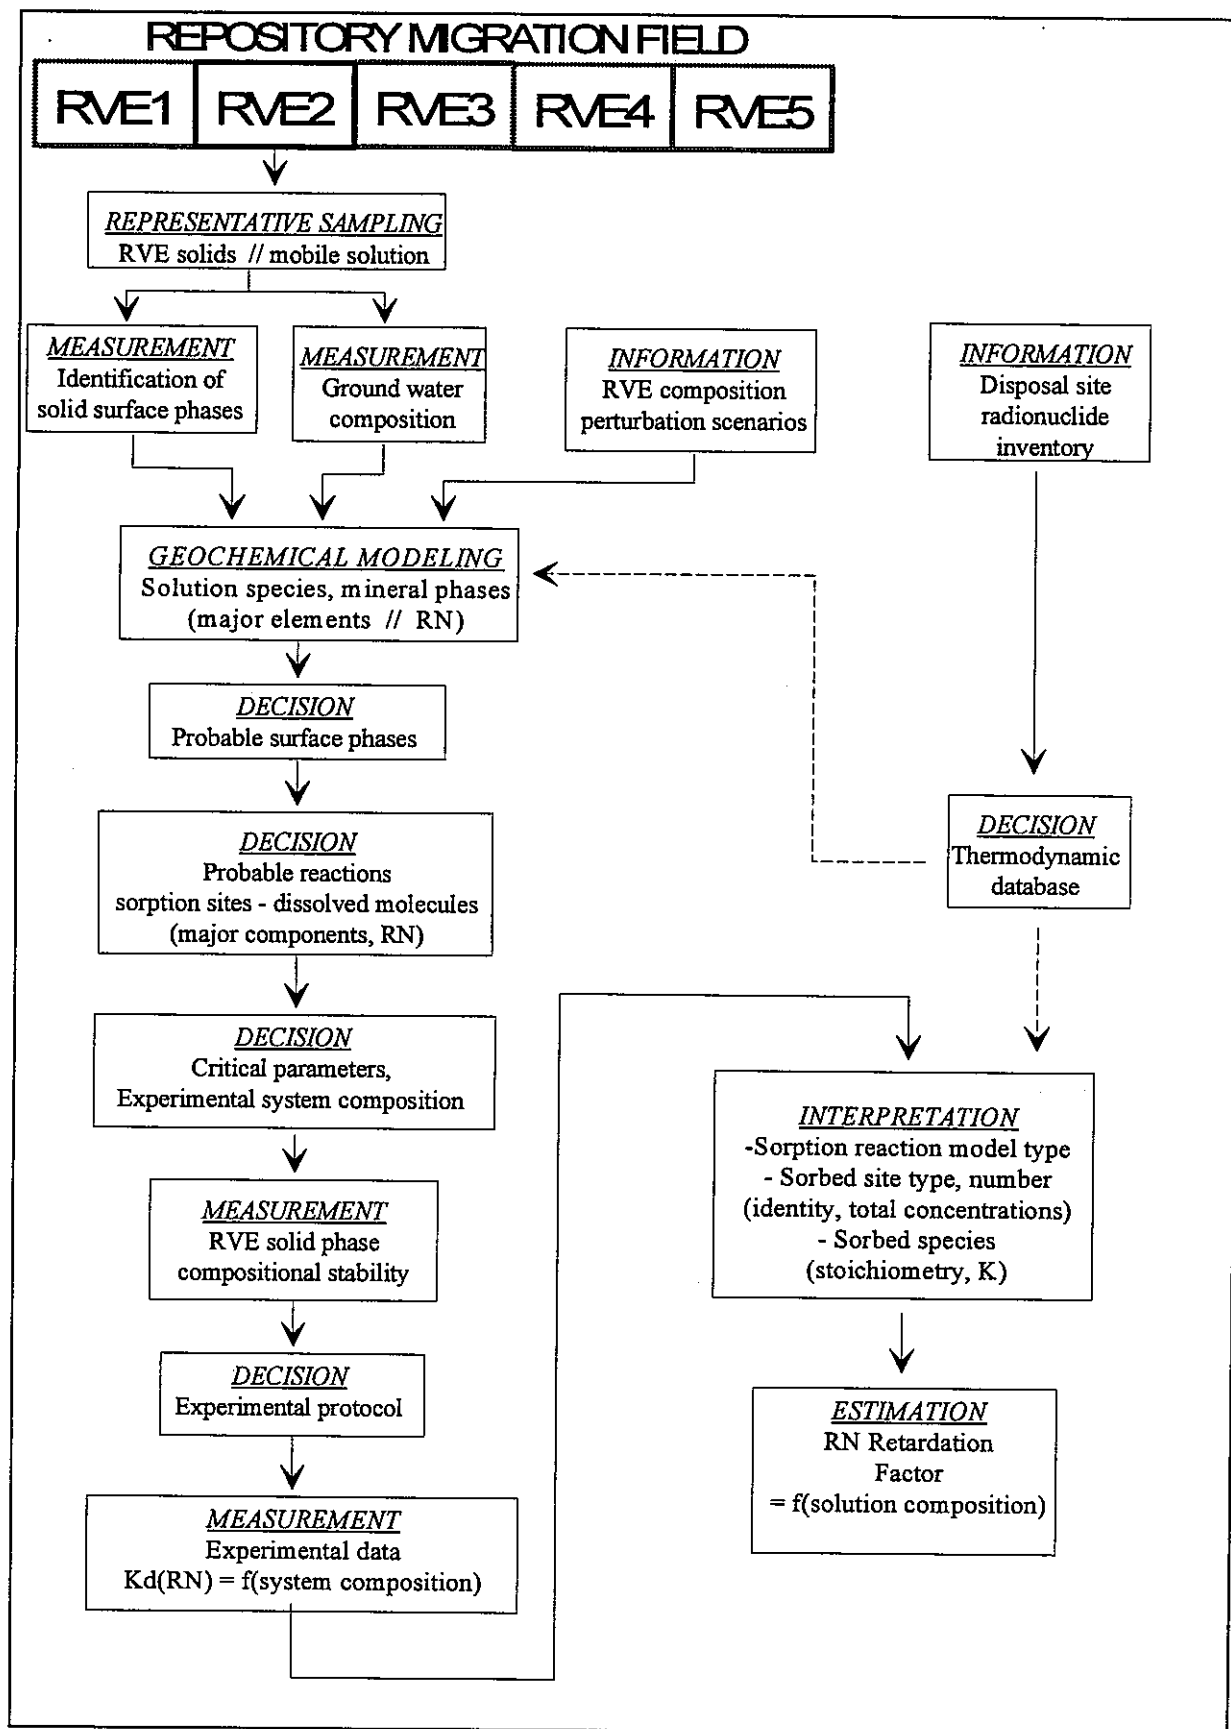 REPOSITORY MIGRATION FIELD
RVE1 RVE2 RVE3 RVE4 RVE5
REPRESENTATIVE SAMPLING
RVE solids // mobile solution
MEASUREMENT
Identification of
solid surface phases
MEASUREMENT
Ground water
composition
INFORMATION
RVE composition
perturbation scenarios
INFORMATION
Disposal site
radionuclide
inventory
GEOCHEMICAL MODELING
Solution species, mineral phases
(major elements // RN)
DECISION
Probable surface phases
DECISION
Probable reactions
sorption sites - dissolved molecules
(major components, RN)
DECISION
Thermodynamic
database
DECISION
Critical parameters,
Experimental system composition
MEASUREMENT
RVE solid phase
compositional stability
DECISION
Experimental protocol
MEASUREMENT
Experimental data
Kd(RN) = f(system composition)
INTERPRETATION
-Sorption reaction model type
- Sorbed site type, number
(identity, total concentrations)
- Sorbed species
(stoichiometry, K)
ESTIMATION
RN Retardation
Factor
= f(solution composition)